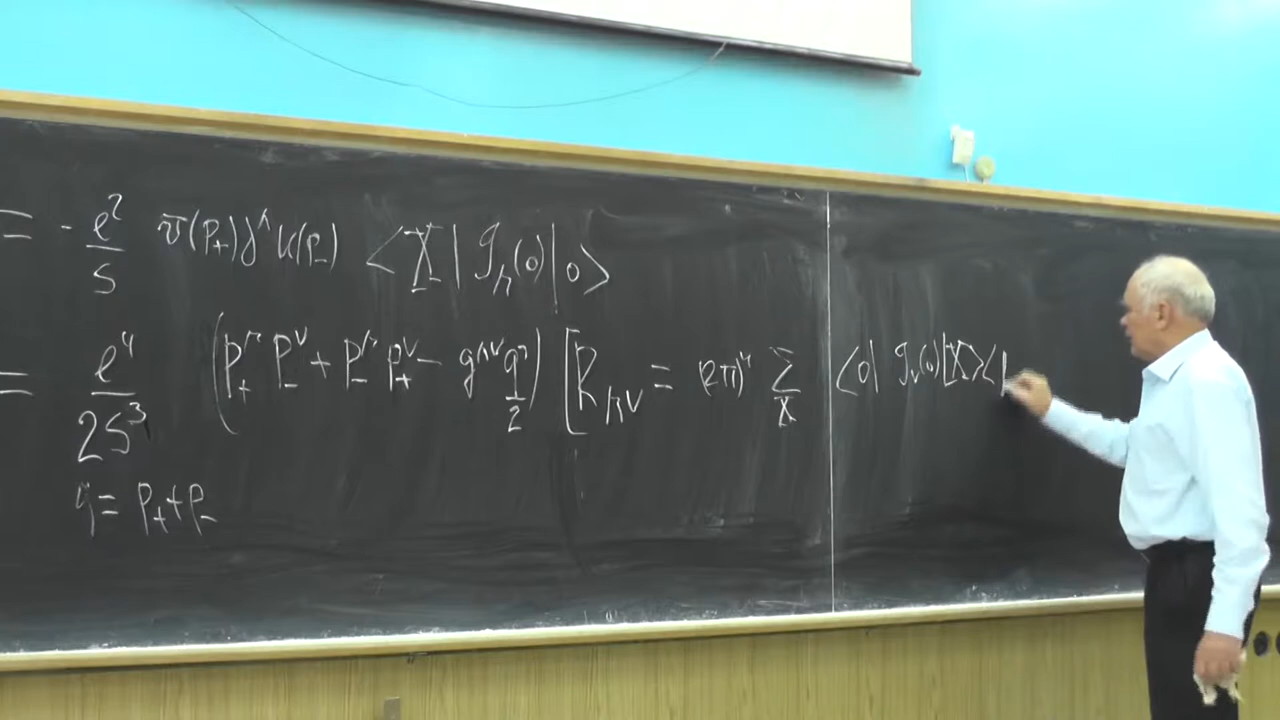 = - e²/s v̄(p₊)γ^μ u(p₋) <X|J_μ(0)|0>
= e⁴/2s³ (p₊^μ p₋^ν + p₋^μ p₊^ν - g^μν q²/2) [R_μν = (2π)⁴ Σ_X <0|J_ν(0)|X><
q = p₊ + p₋